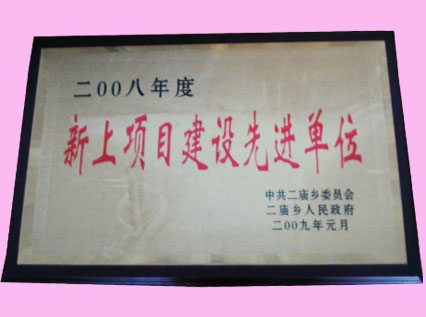 二00八年度
新上项目建设先进单位
中共二庙乡委员会
二庙乡人民政府
二00九年元月